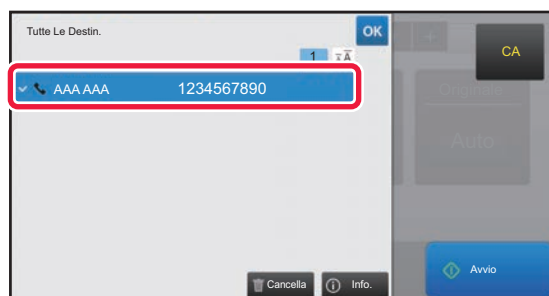 Tutte Le Destin.
OK
CA
1
AAA AAA 1234567890
Originale
Auto
Cancella
Info.
Avvio